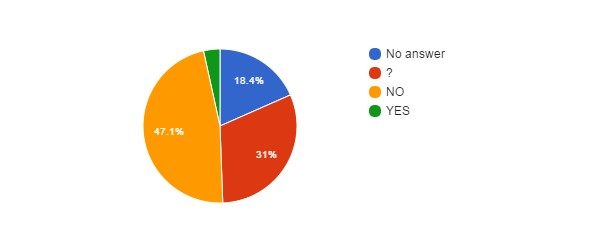 No answer
?
NO
YES
18.4%
31%
47.1%